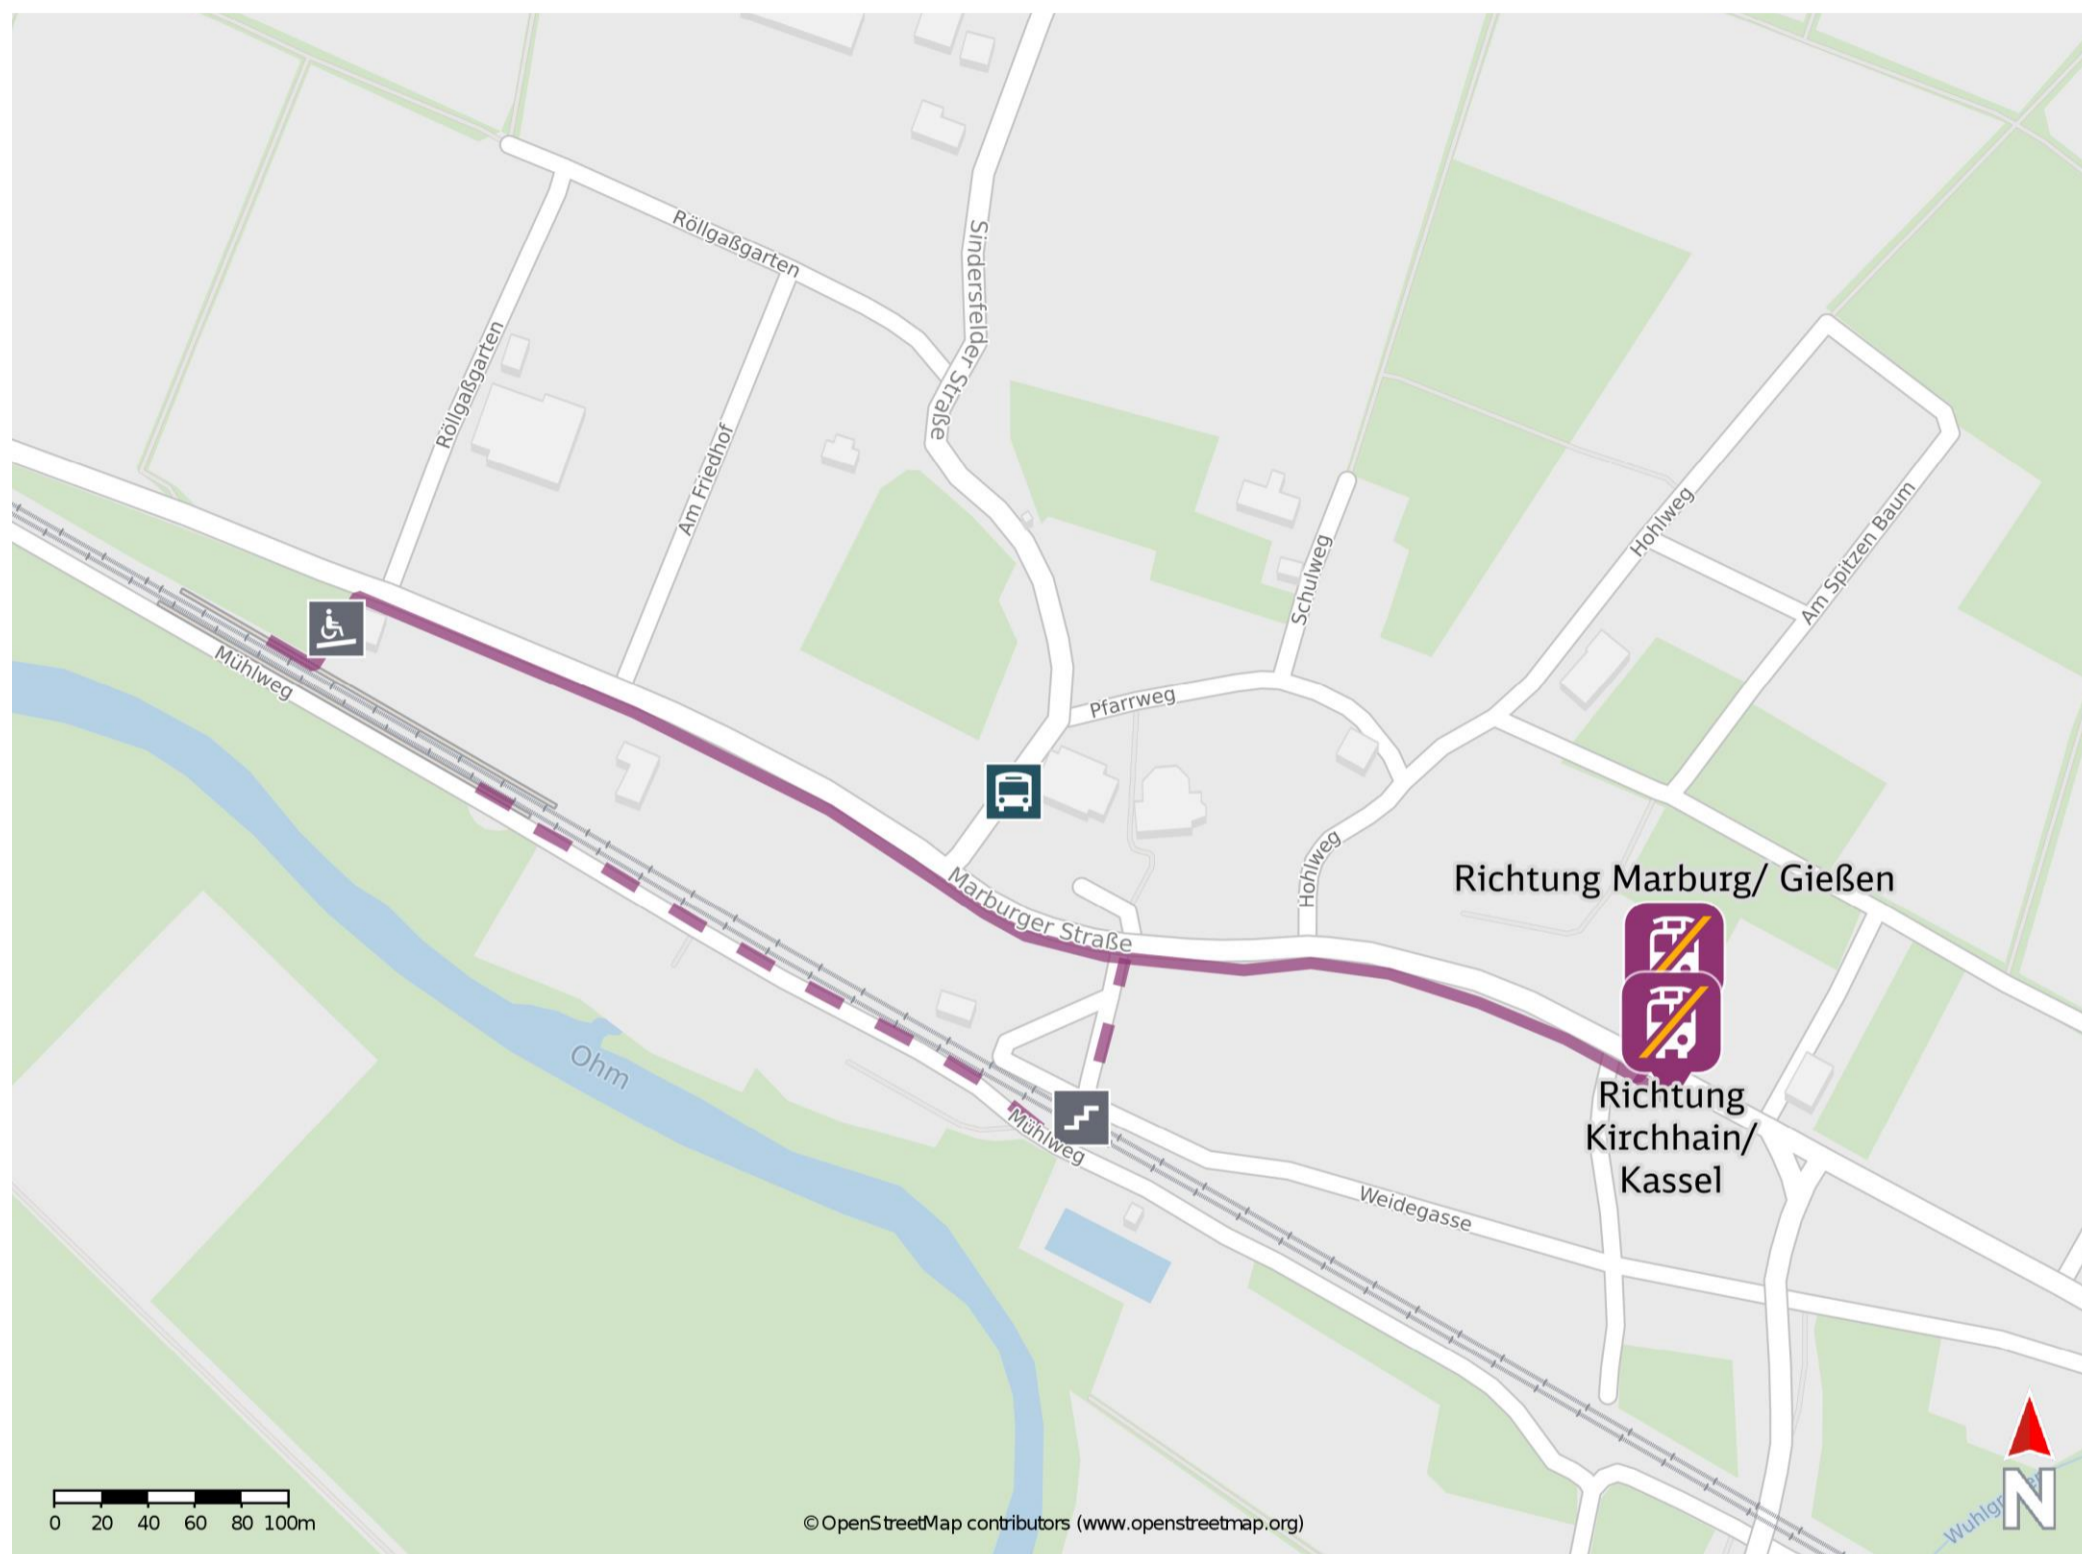 Röllgaßgarten
Sindersfelder Straße
Röllgaßgarten
Am Friedhof
Hohlweg
Am Spitzen Baum
Schulweg
Mühlweg
Pfarrweg
Hohlweg
Marburger Straße
Richtung Marburg/ Gießen
Ohm
Richtung
Kirchhain/
Kassel
Mühlweg
Weidegasse
N
0 20 40 60 80 100m
©OpenStreetMap contributors (www.openstreetmap.org)